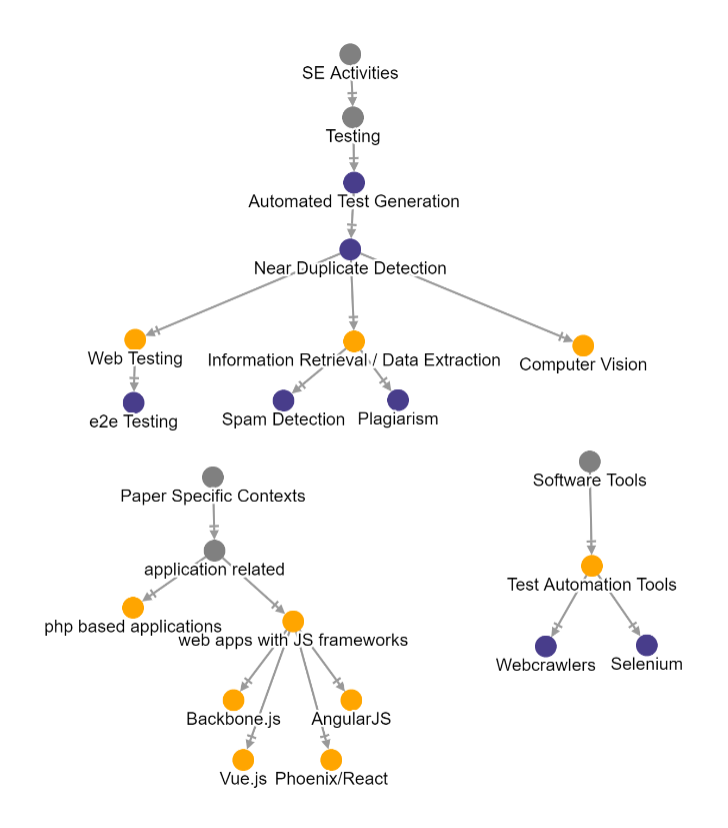 SE Activities
Testing
Automated Test Generation
Near Duplicate Detection
Web Testing
Information Retrieval / Data Extraction
Computer Vision
e2e Testing
Spam Detection
Plagiarism
Paper Specific Contexts
Software Tools
application related
Test Automation Tools
php based applications
web apps with JS frameworks
Webcrawlers
Selenium
Backbone.js
AngularJS
Vue.js
Phoenix/React